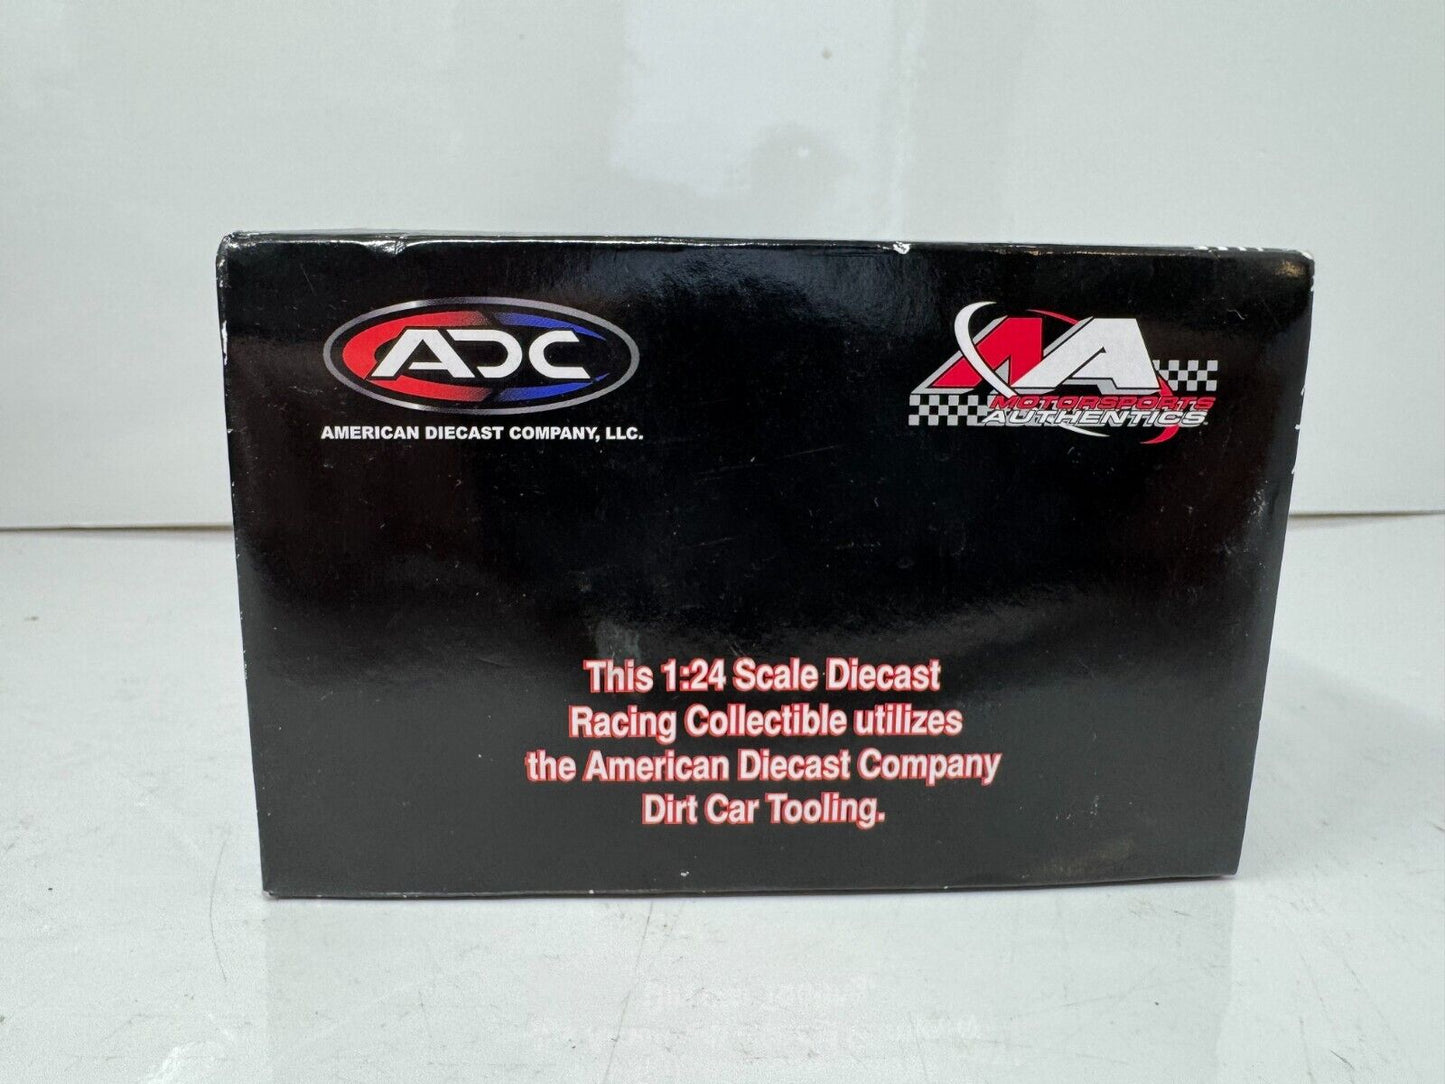 ADC
AMERICAN DIECAST COMPANY, LLC.
MA
MOTORSPORTS
AUTHENTICS
This 1:24 Scale Diecast
Racing Collectible utilizes
the American Diecast Company
Dirt Car Tooling.